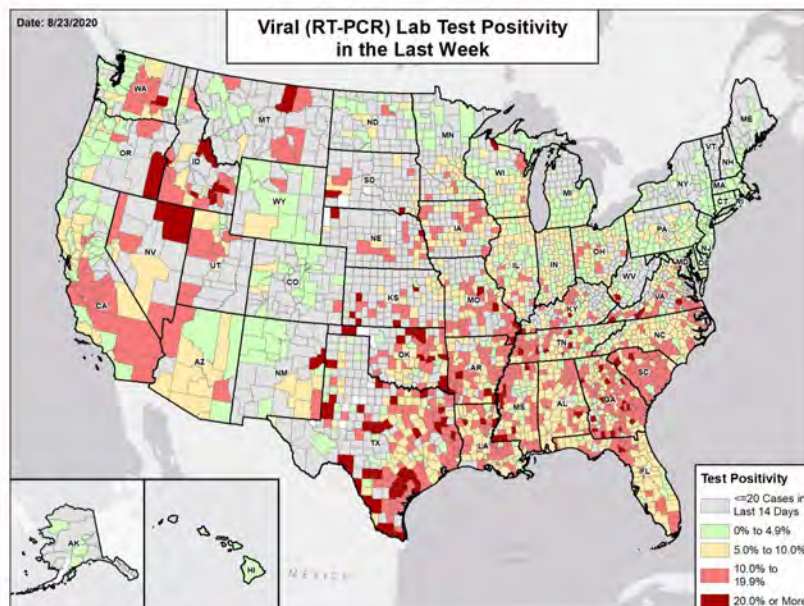 Date: 8/23/2020
Viral (RT-PCR) Lab Test Positivity
in the Last Week
WA
MT
ND
MN
ME
VT
NH
OR
ID
SD
WI
NY
MA
CT
RI
WY
MI
PA
NJ
IA
NE
NV
UT
IL
IN
OH
MD
DE
WV
CO
VA
CA
KS
MO
KY
NC
TN
OK
AZ
NM
AR
SC
MS
AL
GA
TX
LA
FL
AK
HI
MEXICO
Test Positivity
<=20 Cases in
Last 14 Days
0% to 4.9%
5.0% to 10.0%
10.0% to
19.9%
20.0% or More